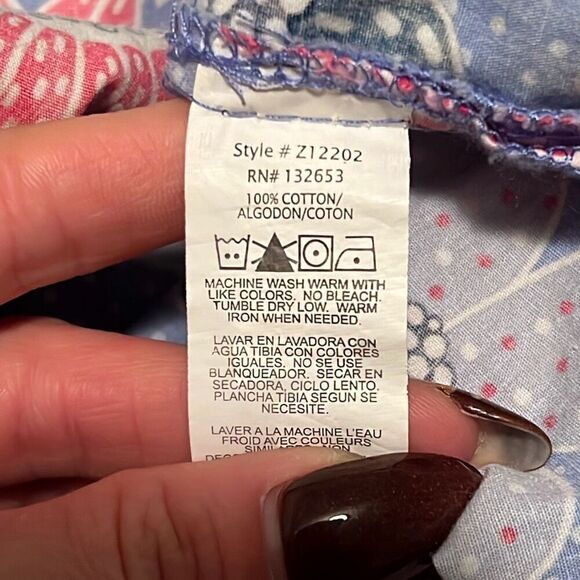 Style # Z12202
RN# 132653
100% COTTON/
ALGODON/COTON
MACHINE WASH WARM WITH
LIKE COLORS. NO BLEACH.
TUMBLE DRY LOW. WARM
IRON WHEN NEEDED.
LAVAR EN LAVADORA CON
AGUA TIBIA CON COLORES
IGUALES. NO SE USE
BLANQUEADOR. SECAR EN
SECADORA, CICLO LENTO.
PLANCHA TIBIA SEGUN SE
NECESITE.
LAVER A LA MACHINE L'EAU
FROID AVEC COULEURS